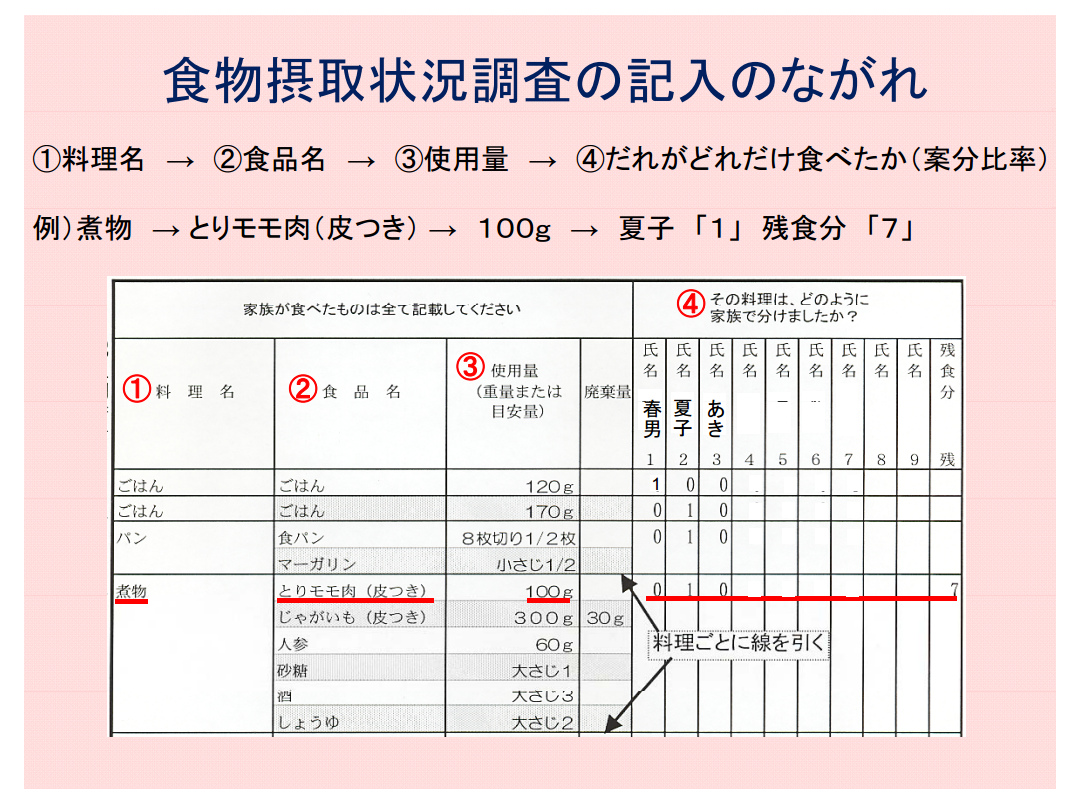 食物摂取状況調査の記入のながれ
①料理名 → ②食品名 → ③使用量 → ④だれがどれだけ食べたか（案分比率）
例）煮物 → とりモモ肉（皮つき） → 100g → 夏子 「1」 残食分 「7」
家族が食べたものは全て記載してください
④ その料理は、どのように
家族で分けましたか？
① 料理名
② 食品名
③ 使用量
（重量または
目安量）
廃棄量
氏名 春男 1
氏名 夏子 2
氏名 あき 3
氏名 4
氏名 5
氏名 6
氏名 7
氏名 8
氏名 9
残食分 残
ごはん ごはん 120g 1 0 0
ごはん ごはん 170g 0 1 0
パン 食パン 8枚切り1/2枚 0 1 0
マーガリン 小さじ1/2
煮物 とりモモ肉（皮つき） 100g 0 1 0 7
じゃがいも（皮つき） 300g 30g
人参 60g
砂糖 大さじ1
酒 大さじ3
しょうゆ 大さじ2
料理ごとに線を引く